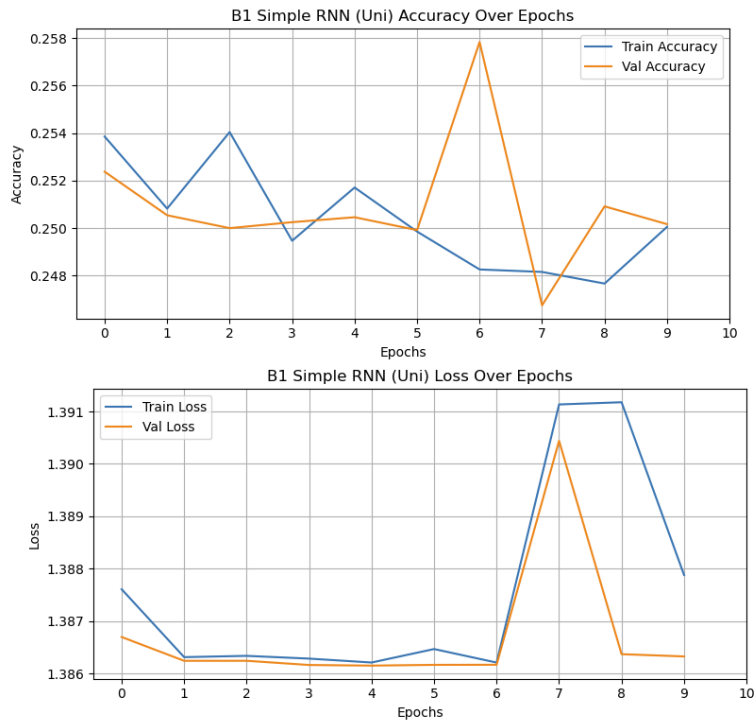 B1 Simple RNN (Uni) Accuracy Over Epochs
0.258
0.256
0.254
0.252
0.250
0.248
Accuracy
Train Accuracy
Val Accuracy
0 1 2 3 4 5 6 7 8 9 10
Epochs
B1 Simple RNN (Uni) Loss Over Epochs
1.391
1.390
1.389
1.388
1.387
1.386
Loss
Train Loss
Val Loss
0 1 2 3 4 5 6 7 8 9 10
Epochs